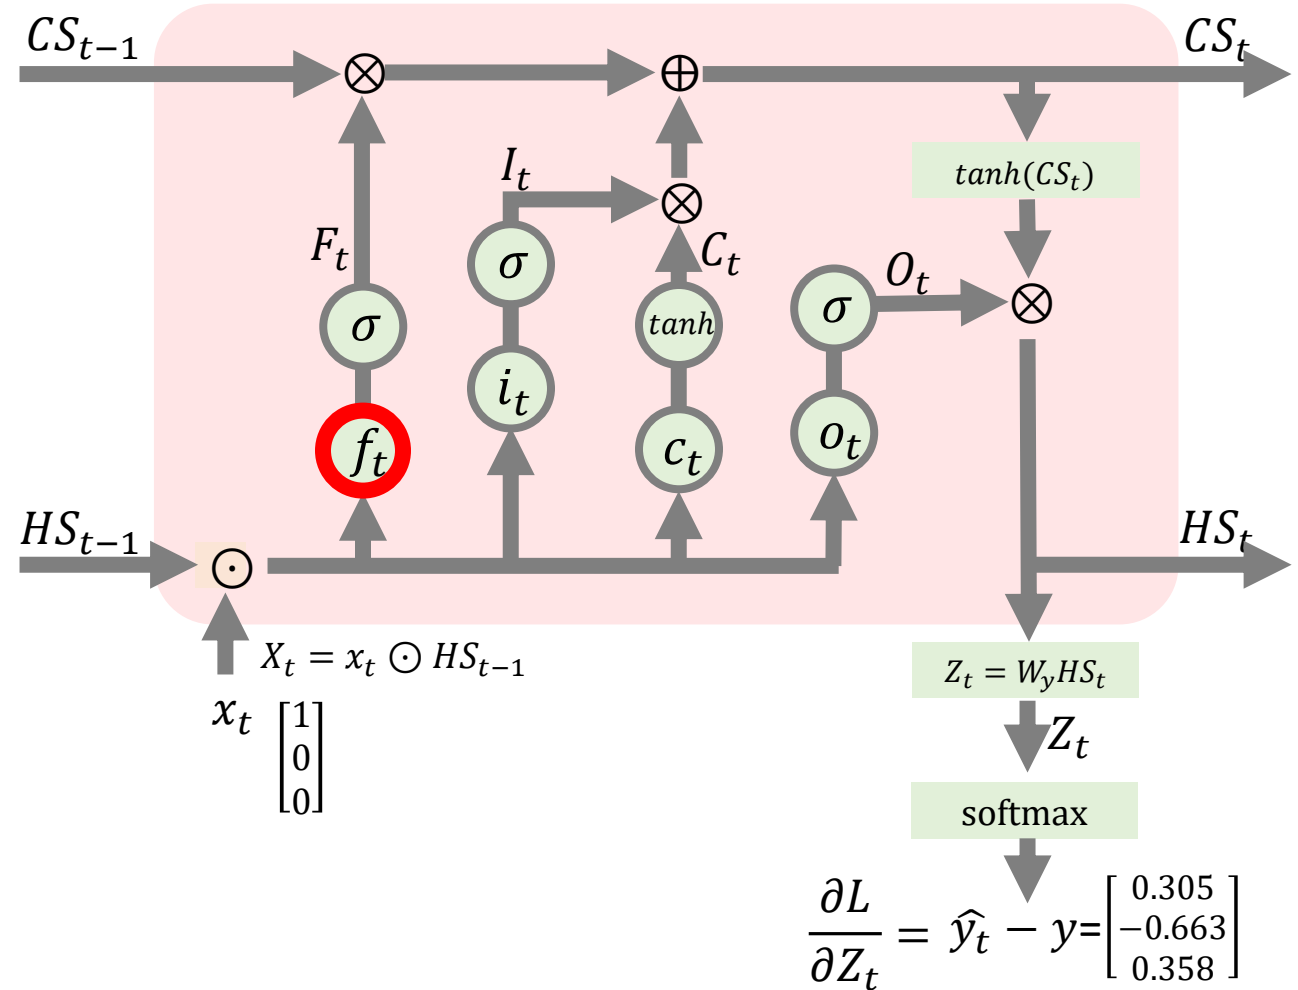 CS_{t−1}
CS_t
⊗
⊕
tanh(CS_t)
I_t
⊗
F_t
σ
C_t
O_t
σ
tanh
σ
⊗
i_t
f_t
c_t
o_t
HS_{t−1}
HS_t
⊙
X_t = x_t ⊙ HS_{t−1}
Z_t = W_y HS_t
x_t [1 0 0]
Z_t
softmax
∂L/∂Z_t = ŷ_t − y= [0.305 −0.663 0.358]